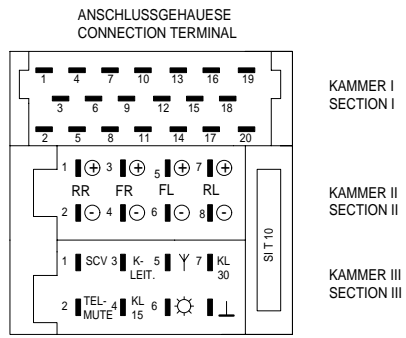 ANSCHLUSSGEHAEUSE
CONNECTION TERMINAL
1 4 7 10 13 16 19
KAMMER I
SECTION I
3 6 9 12 15 18
2 5 8 11 14 17 20
1 + 3 + 5 + 7 +
RR FR FL RL
KAMMER II
SECTION II
2 - 4 - 6 - 8 -
SIT10
1 SCV 3 K-LEIT. 5 7 KL 30
KAMMER III
SECTION III
2 TEL-MUTE 4 KL 15 6